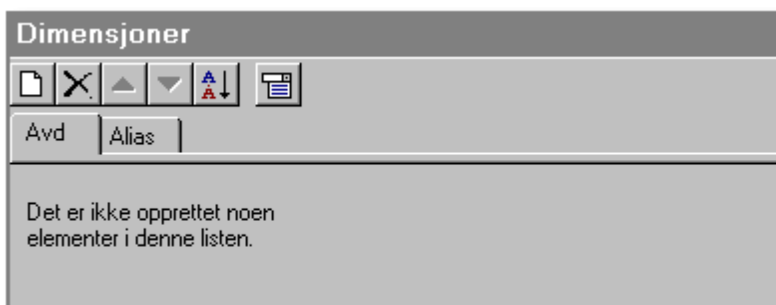 Dimensjoner
A
A
Avd Alias
Det er ikke opprettet noen
elementer i denne listen.